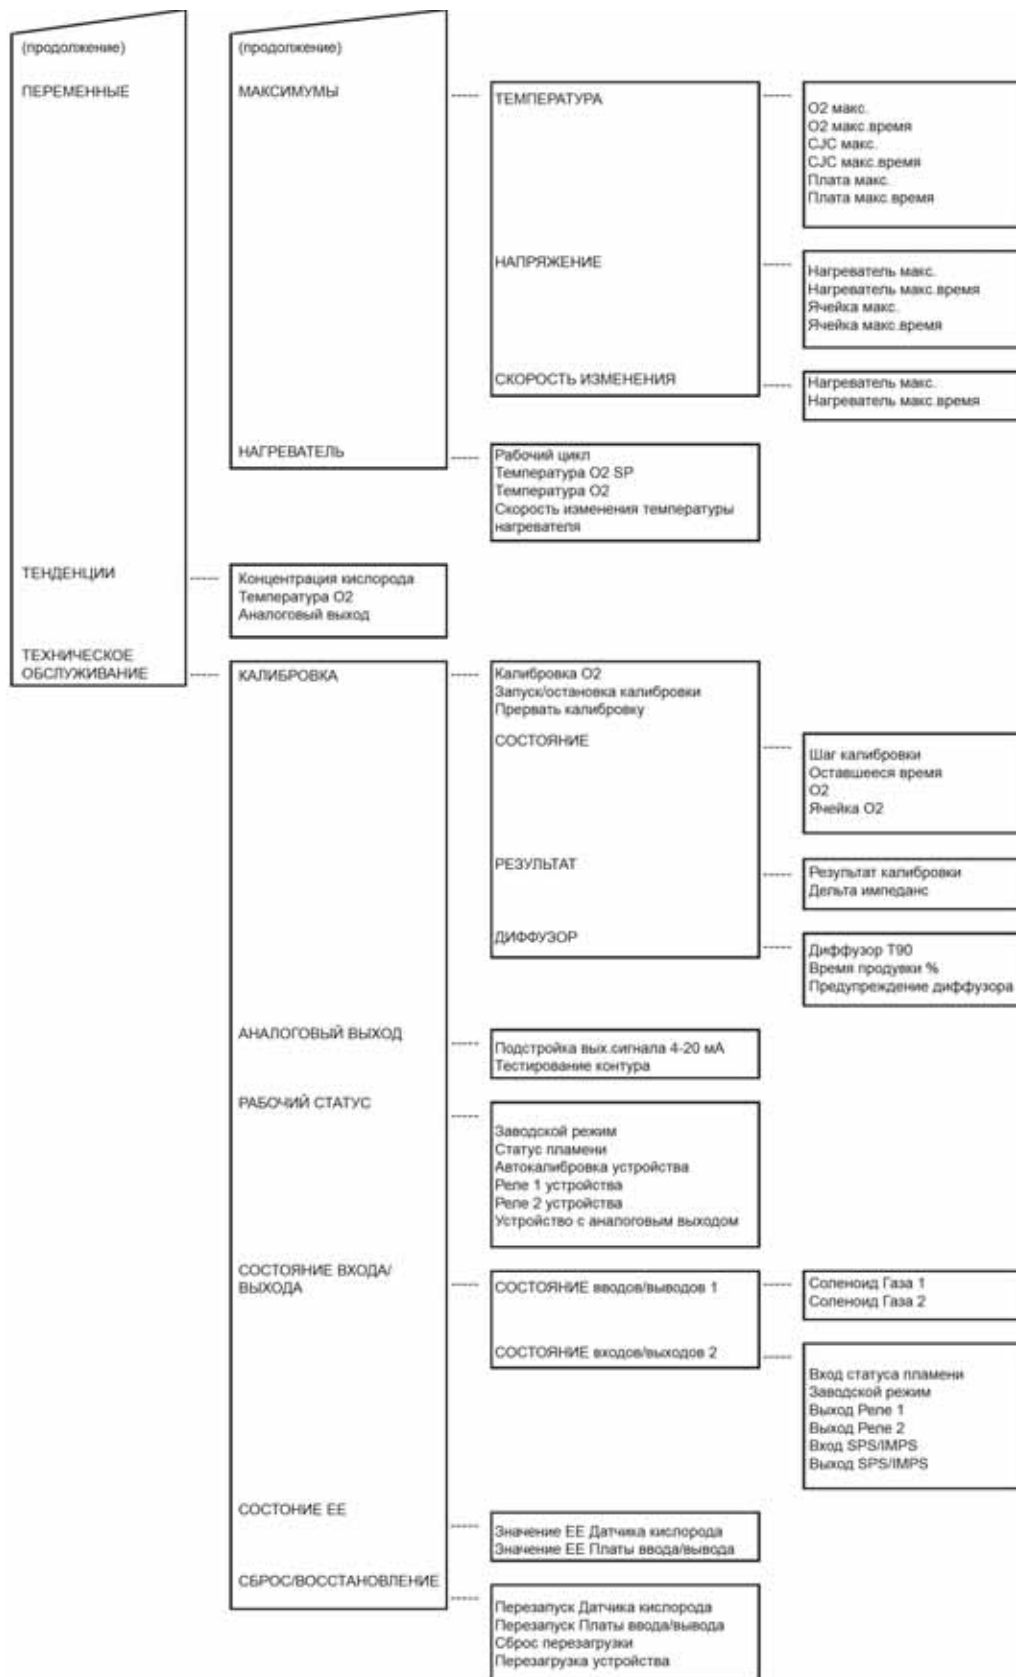 (продолжение)
(продолжение)
ПЕРЕМЕННЫЕ
МАКСИМУМЫ
ТЕМПЕРАТУРА
O2 макс.
O2 макс.время
CJC макс.
CJC макс.время
Плата макс.
Плата макс.время
НАПРЯЖЕНИЕ
Нагреватель макс.
Нагреватель макс.время
Ячейка макс.
Ячейка макс.время
СКОРОСТЬ ИЗМЕНЕНИЯ
Нагреватель макс.
Нагреватель макс.время
НАГРЕВАТЕЛЬ
Рабочий цикл
Температура O2 SP
Температура O2
Скорость изменения температуры
нагревателя
ТЕНДЕНЦИИ
Концентрация кислорода
Температура O2
Аналоговый выход
ТЕХНИЧЕСКОЕ
ОБСЛУЖИВАНИЕ
КАЛИБРОВКА
Калибровка O2
Запуск/остановка калибровки
Прервать калибровку
СОСТОЯНИЕ
Шаг калибровки
Оставшееся время
O2
Ячейка O2
РЕЗУЛЬТАТ
Результат калибровки
Дельта импеданс
ДИФФУЗОР
Диффузор T90
Время продувки %
Предупреждение диффузора
АНАЛОГОВЫЙ ВЫХОД
Подстройка вых.сигнала 4-20 мА
Тестирование контура
РАБОЧИЙ СТАТУС
Заводской режим
Статус пламени
Автокалибровка устройства
Реле 1 устройства
Реле 2 устройства
Устройство с аналоговым выходом
СОСТОЯНИЕ ВХОДА/
ВЫХОДА
СОСТОЯНИЕ вводов/выводов 1
Соленоид Газа 1
Соленоид Газа 2
СОСТОЯНИЕ входов/выходов 2
Вход статуса пламени
Заводской режим
Выход Реле 1
Выход Реле 2
Вход SPS/IMPS
Выход SPS/IMPS
СОСТОНИЕ ЕЕ
Значение ЕЕ Датчика кислорода
Значение ЕЕ Платы ввода/вывода
СБРОС/ВОССТАНОВЛЕНИЕ
Перезапуск Датчика кислорода
Перезапуск Платы ввода/вывода
Сброс перезагрузки
Перезагрузка устройства